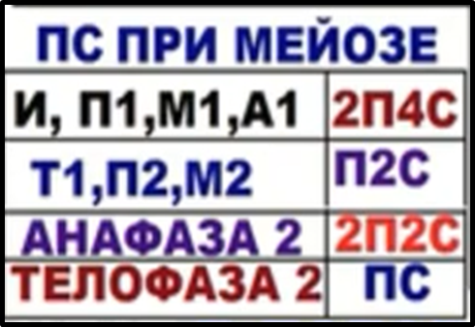 ПС ПРИ МЕЙОЗЕ
И, П1,М1,А1 2П4С
Т1,П2,М2 П2С
АНАФАЗА 2 2П2С
ТЕЛОФАЗА 2 ПС